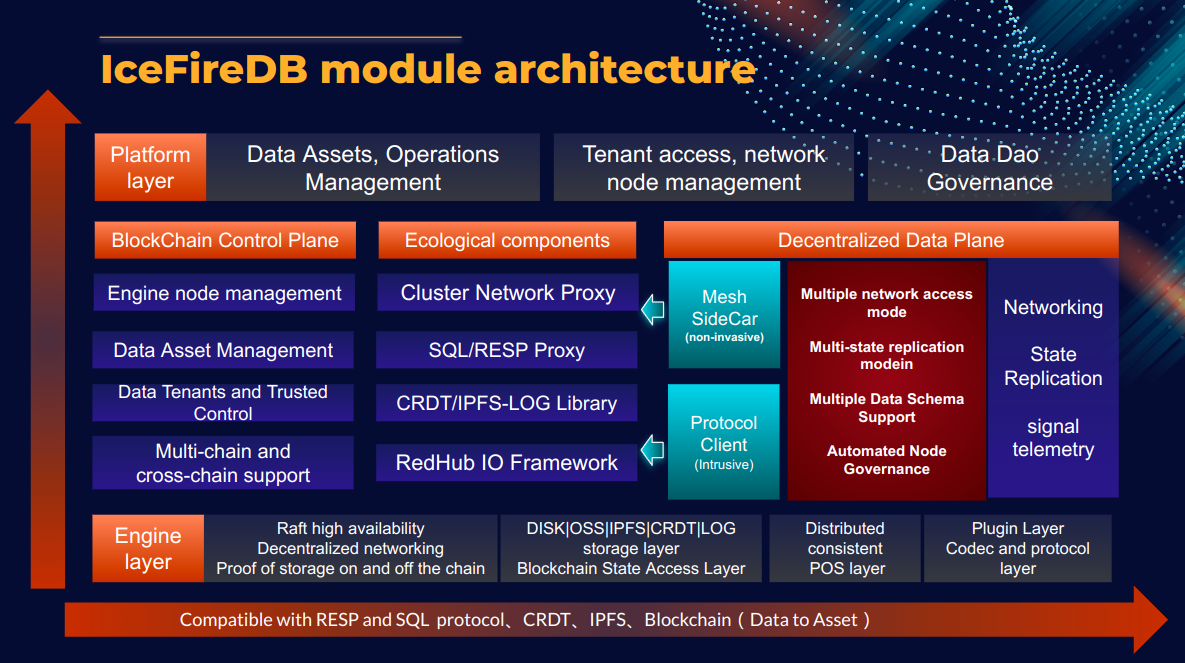 IceFireDB module architecture
Platform
layer
Data Assets, Operations
Management
Tenant access, network
node management
Data Dao
Governance
BlockChain Control Plane
Engine node management
Data Asset Management
Data Tenants and Trusted
Control
Multi-chain and
cross-chain support
Ecological components
Cluster Network Proxy
SQL/RESP Proxy
CRDT/IPFS-LOG Library
RedHub IO Framework
Decentralized Data Plane
Mesh
SideCar
(non-invasive)
Protocol
Client
(Intrusive)
Multiple network access
mode
Multi-state replication
modein
Multiple Data Schema
Support
Automated Node
Governance
Networking
State
Replication
signal
telemetry
Engine
layer
Raft high availability
Decentralized networking
Proof of storage on and off the chain
DISK|OSS|IPFS|CRDT|LOG
storage layer
Blockchain State Access Layer
Distributed
consistent
POS layer
Plugin Layer
Codec and protocol
layer
Compatible with RESP and SQL protocol、CRDT、IPFS、Blockchain（Data to Asset）